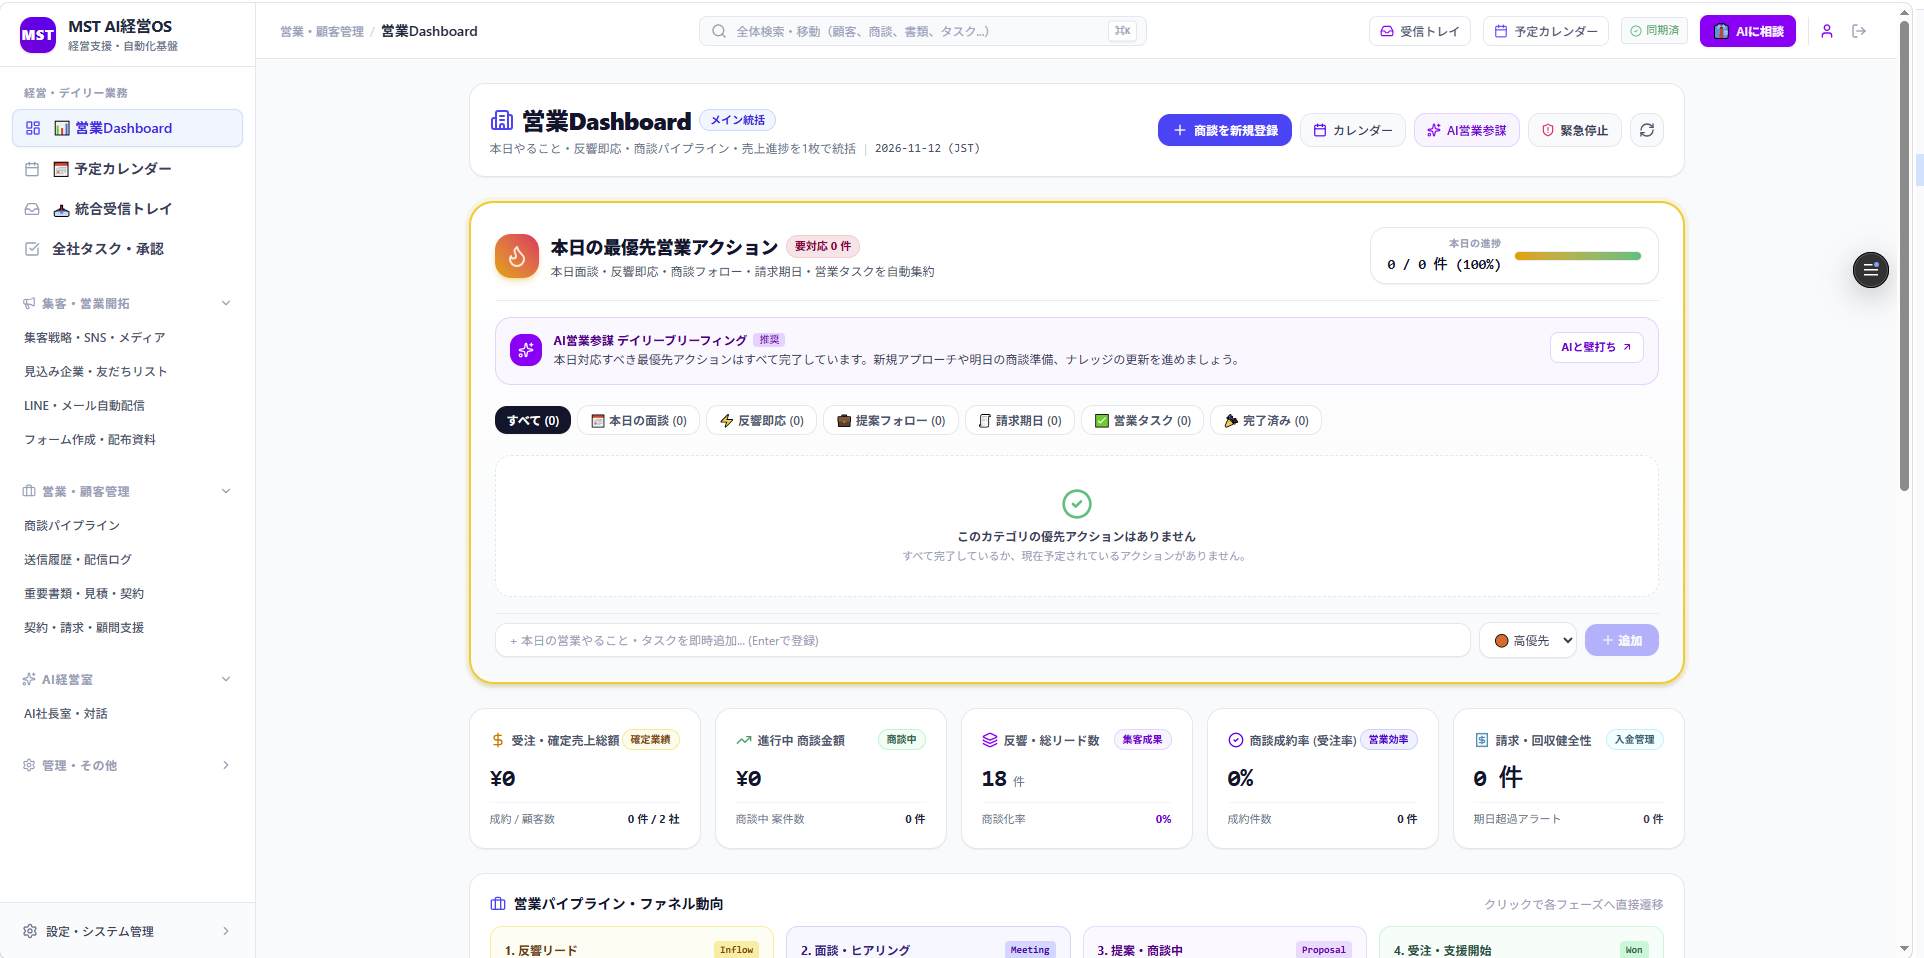 MST
MST AI経営OS
経営支援・自動化基盤
営業・顧客管理 / 営業Dashboard
全体検索・移動（顧客、商談、書類、タスク...）
⌘K
受信トレイ
予定カレンダー
同期済
AIに相談
経営・デイリー業務
営業Dashboard
予定カレンダー
統合受信トレイ
全社タスク・承認
集客・営業開拓
集客戦略・SNS・メディア
見込み企業・友だちリスト
LINE・メール自動配信
フォーム作成・配布資料
営業・顧客管理
商談パイプライン
送信履歴・配信ログ
重要書類・見積・契約
契約・請求・顧問支援
AI経営室
AI社長室・対話
管理・その他
設定・システム管理
営業Dashboard
メイン統括
本日やること・反響即応・商談パイプライン・売上進捗を1枚で統括 | 2026-11-12 (JST)
+ 商談を新規登録
カレンダー
AI営業参謀
緊急停止
本日の最優先営業アクション
要対応 0 件
本日面談・反響即応・商談フォロー・請求期日・営業タスクを自動集約
本日の進捗
0 / 0 件 (100%)
AI営業参謀 デイリーブリーフィング 推奨
本日対応すべき最優先アクションはすべて完了しています。新規アプローチや明日の商談準備、ナレッジの更新を進めましょう。
AIと壁打ち
すべて (0)
本日の面談 (0)
反響即応 (0)
提案フォロー (0)
請求期日 (0)
営業タスク (0)
完了済み (0)
このカテゴリの優先アクションはありません
すべて完了しているか、現在予定されているアクションがありません。
+ 本日の営業やること・タスクを即時追加... (Enterで登録)
高優先
+ 追加
受注・確定売上総額 確定業績
¥0
成約 / 顧客数 0 件 / 2 社
進行中 商談金額 商談中
¥0
商談中 案件数 0 件
反響・総リード数 集客成果
18 件
商談化率 0%
商談成約率 (受注率) 営業効率
0%
成約件数 0 件
請求・回収健全性 入金管理
0 件
期日超過アラート 0 件
営業パイプライン・ファネル動向
クリックで各フェーズへ直接遷移
1. 反響リード Inflow
2. 面談・ヒアリング Meeting
3. 提案・商談中 Proposal
4. 受注・支援開始 Won